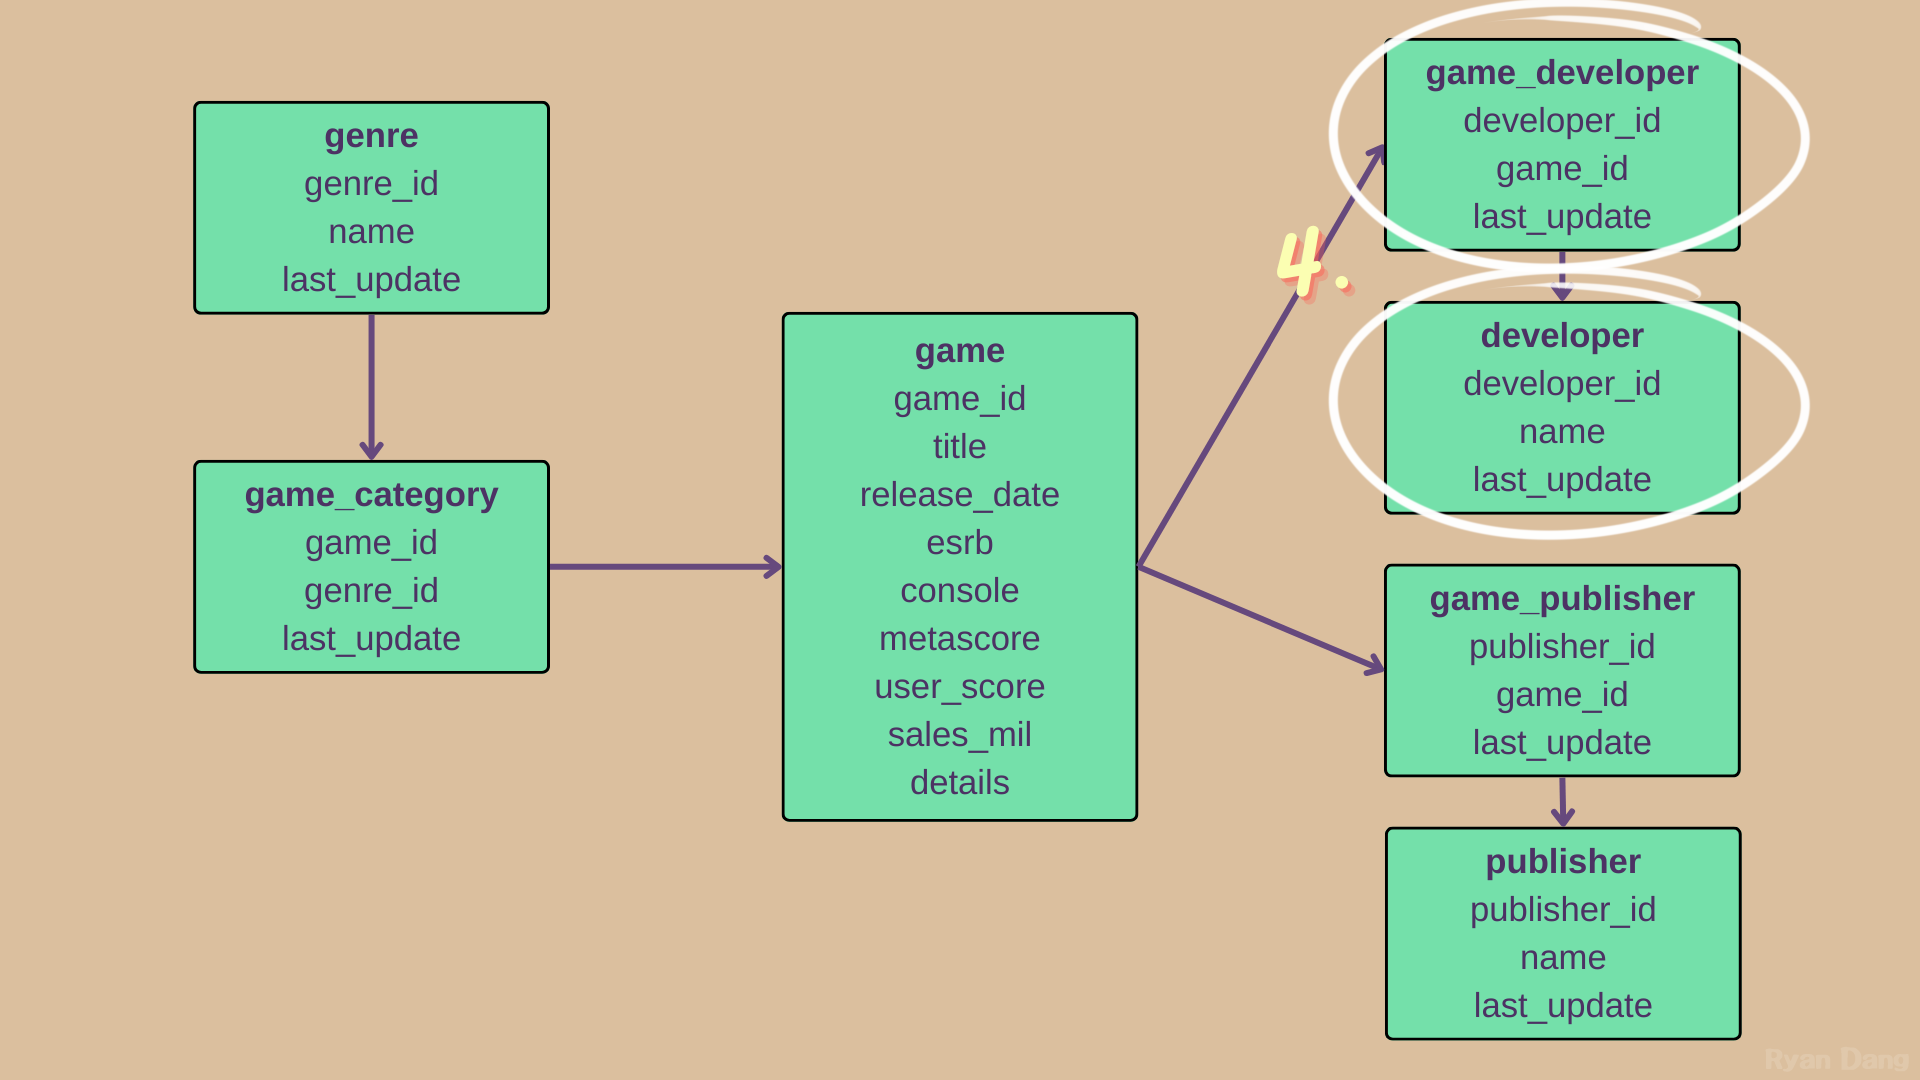 genre
genre_id
name
last_update
game_category
game_id
genre_id
last_update
game
game_id
title
release_date
esrb
console
metascore
user_score
sales_mil
details
4.
game_developer
developer_id
game_id
last_update
developer
developer_id
name
last_update
game_publisher
publisher_id
game_id
last_update
publisher
publisher_id
name
last_update
Ryan Dang